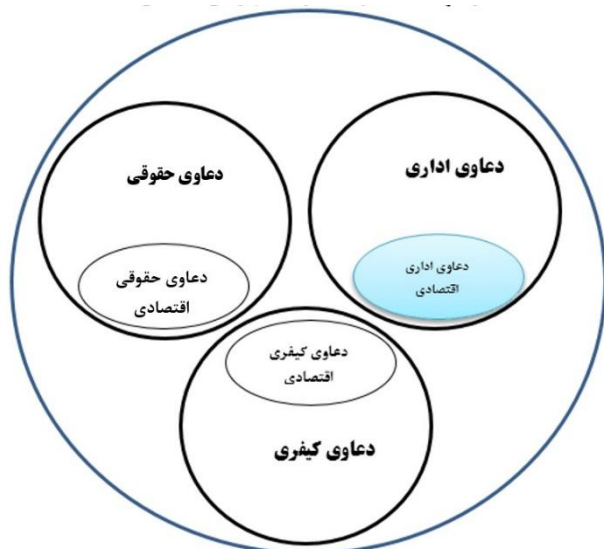 دعاوی اداری
دعاوی حقوقی
دعاوی اداری
اقتصادی
دعاوی حقوقی
اقتصادی
دعاوی کیفری
اقتصادی
دعاوی کیفری